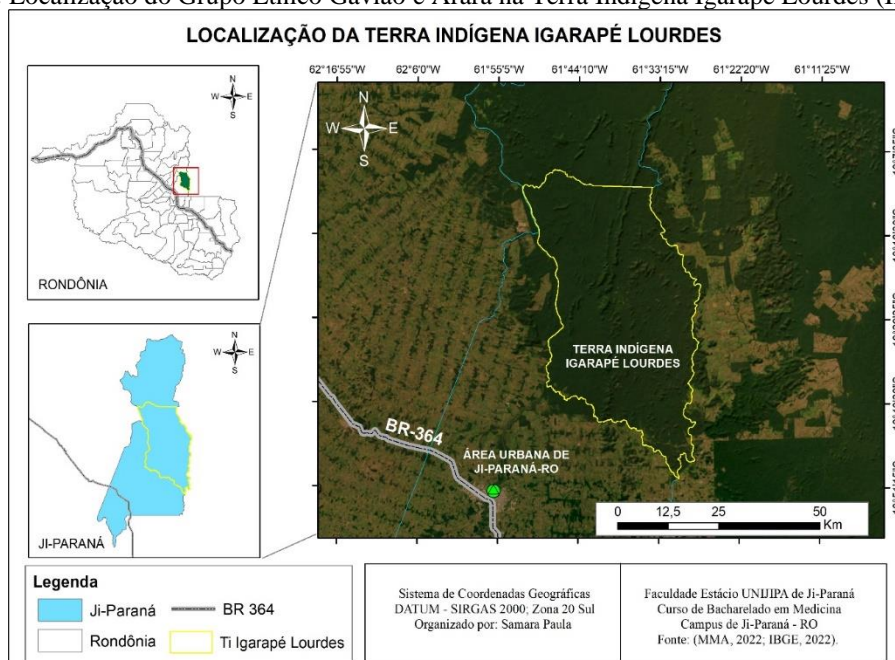 Localização do Grupo Étnico Gavião e Arara na Terra Indígena Igarapé Lourdes
LOCALIZAÇÃO DA TERRA INDÍGENA IGARAPÉ LOURDES
62°16'55"W 62°6'0"W 61°55'5"W 61°44'10"W 61°33'15"W 61°22'20"W 61°11'25"W
N
W E
S
RONDÔNIA
N
W E
S
JI-PARANÁ
N
W E
S
TERRA INDÍGENA
IGARAPÉ LOURDES
BR-364
ÁREA URBANA DE
JI-PARANÁ-RO
0 12,5 25 50
Km
Legenda
Ji-Paraná
BR 364
Rondônia
Ti Igarapé Lourdes
Sistema de Coordenadas Geográficas
DATUM - SIRGAS 2000; Zona 20 Sul
Organizado por: Samara Paula
Faculdade Estácio UNIJIPA de Ji-Paraná
Curso de Bacharelado em Medicina
Campus de Ji-Paraná - RO
Fonte: (MMA, 2022; IBGE, 2022).